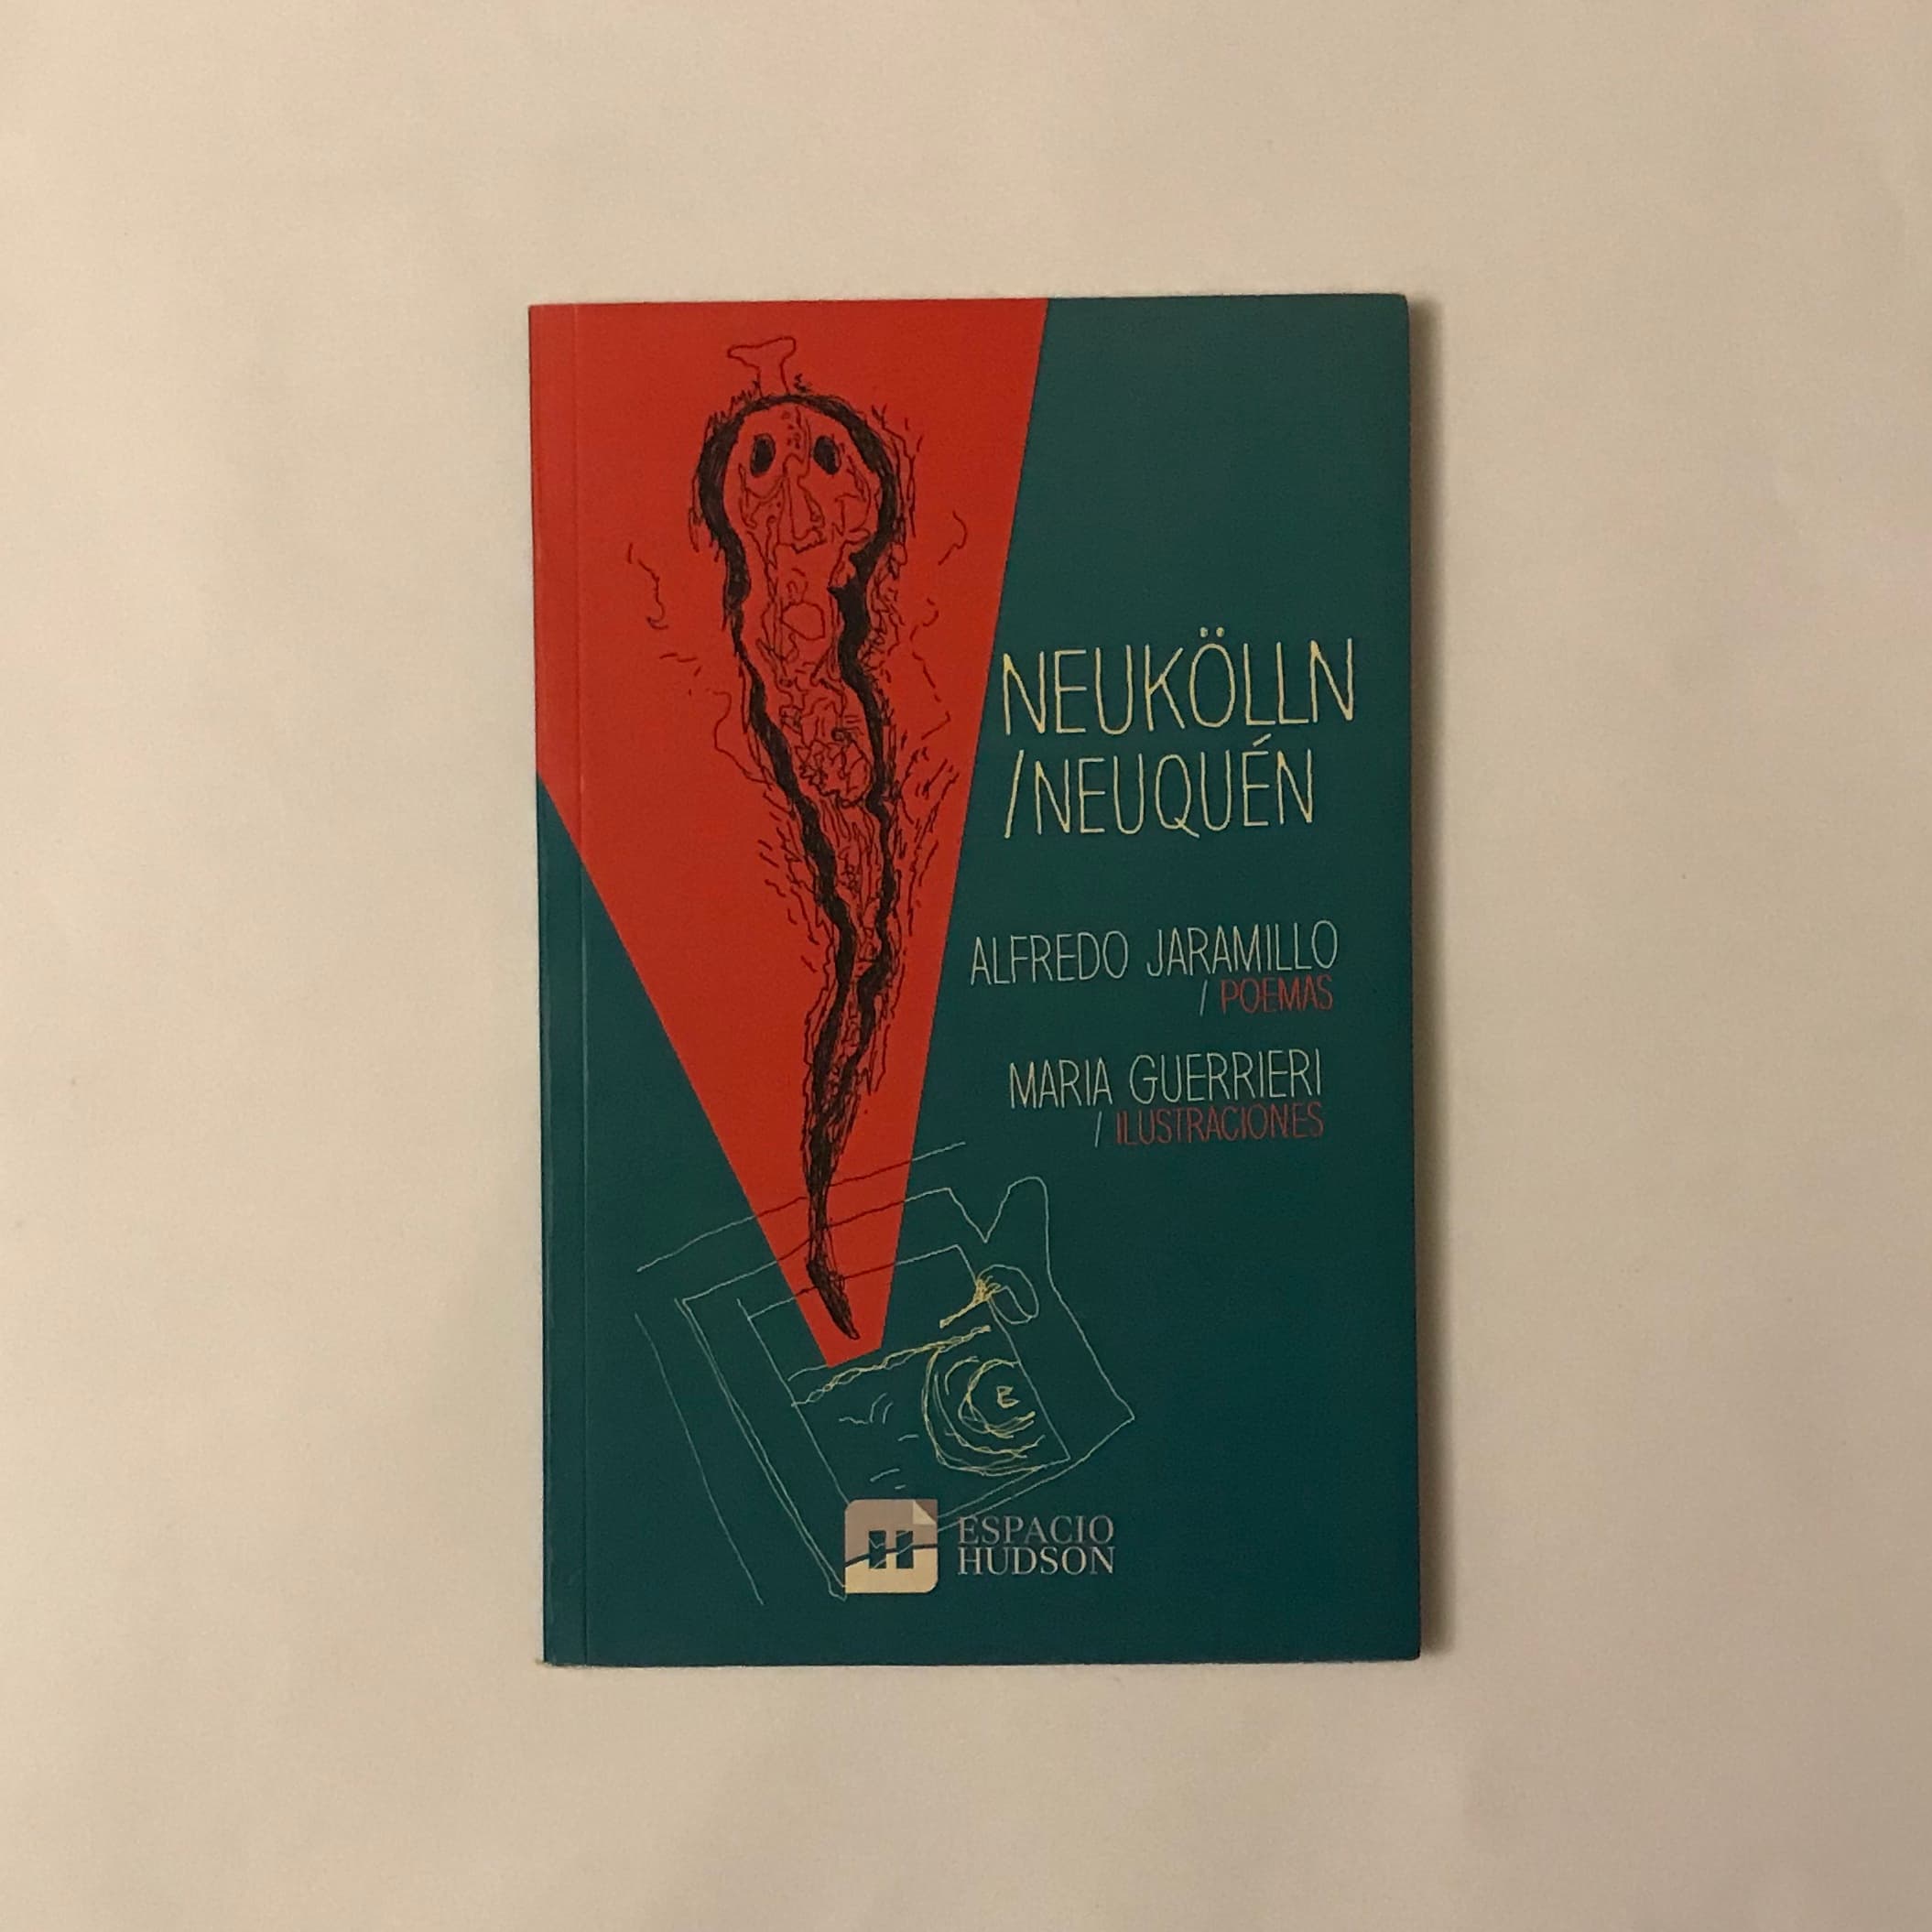 NEUKÖLLN
/NEUQUÉN
ALFREDO JARAMILLO
/ POEMAS
MARIA GUERRIERI
/ ILUSTRACIONES
H ESPACIO
HUDSON